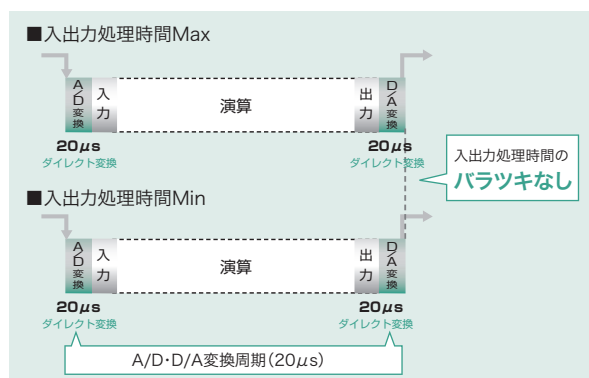 ■入出力処理時間Max
A/D変換
入力
演算
出力
D/A変換
20μs
20μs
ダイレクト変換
ダイレクト変換
入出力処理時間の
バラツキなし
■入出力処理時間Min
A/D変換
入力
演算
出力
D/A変換
20μs
20μs
ダイレクト変換
ダイレクト変換
A/D・D/A変換周期(20μs)